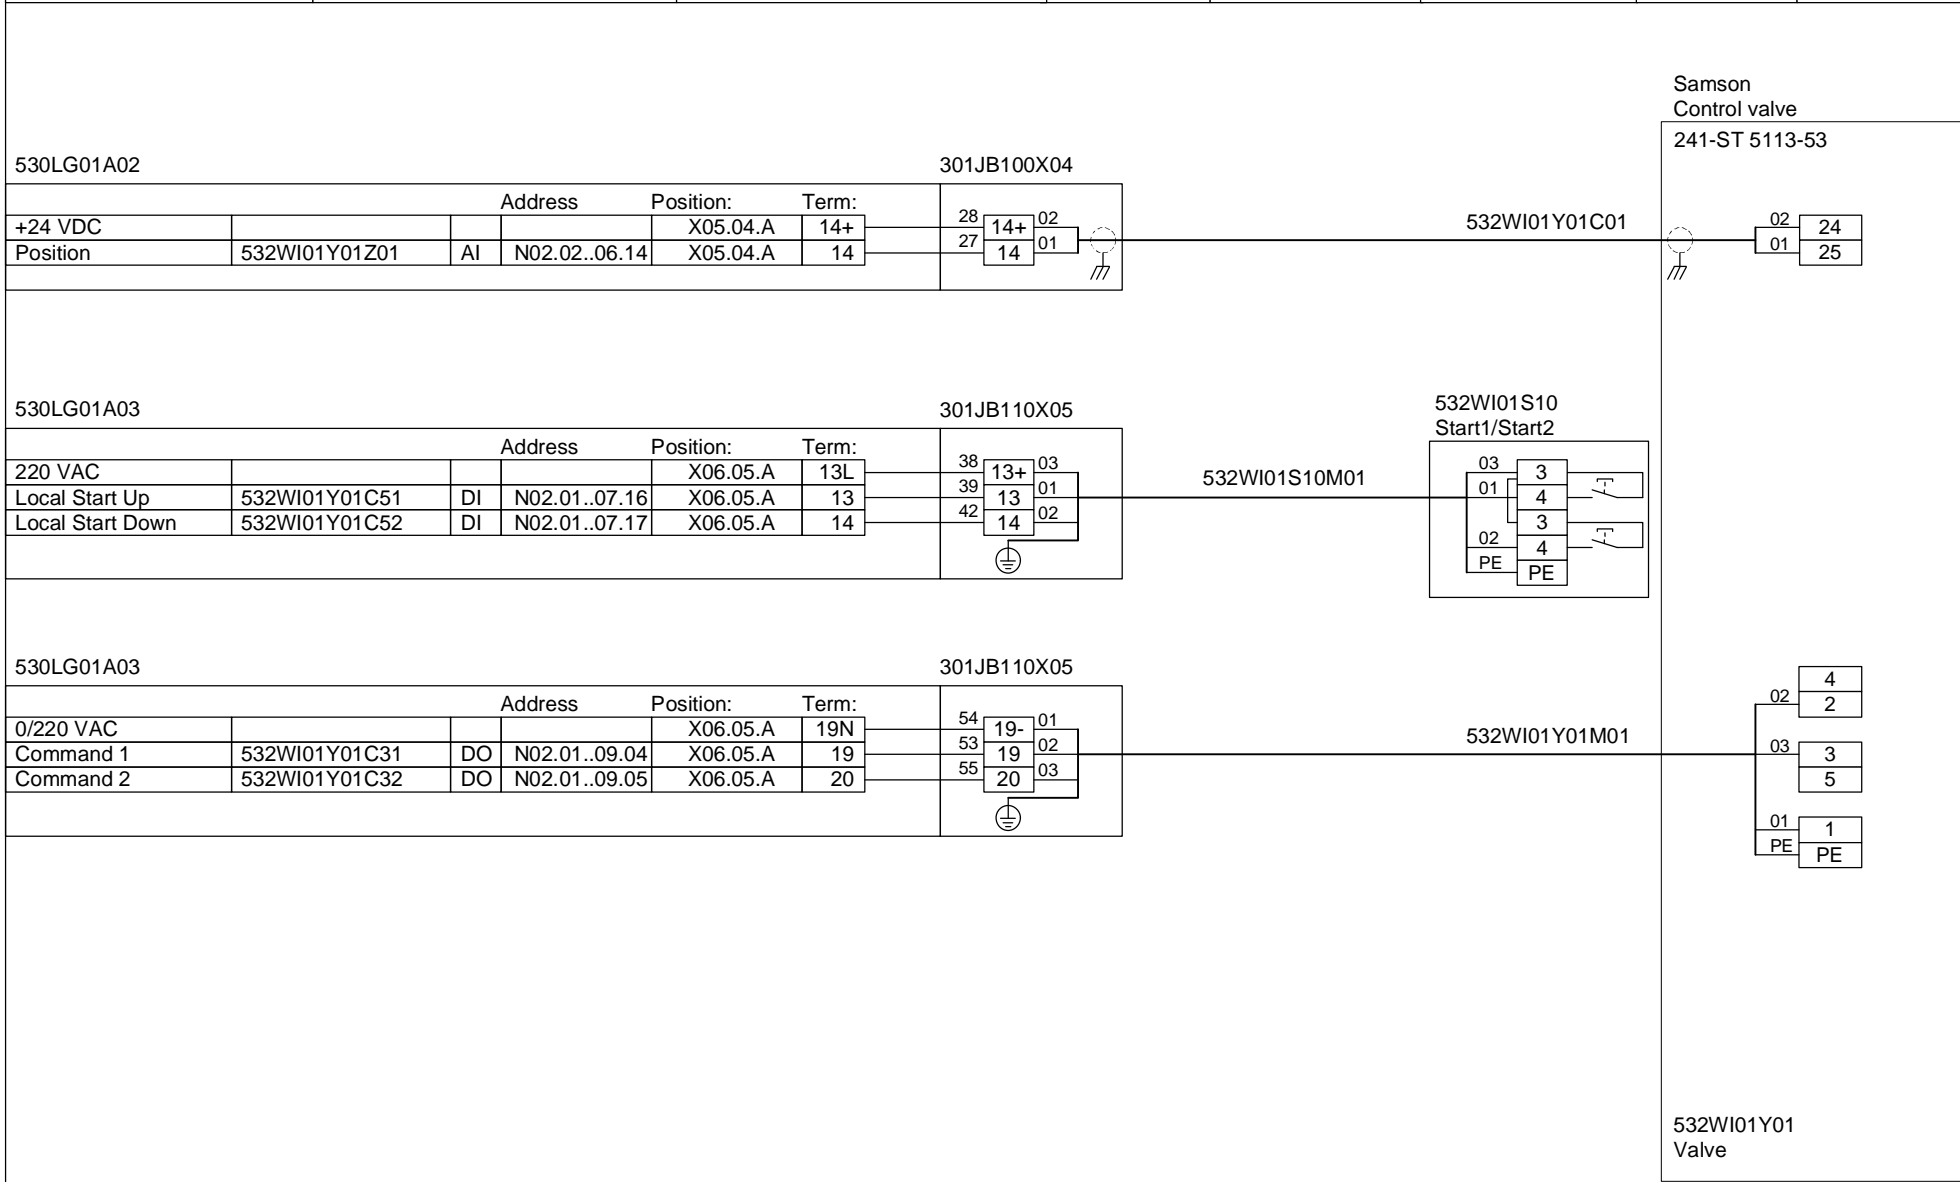 Samson
Control valve
241-ST 5113-53
530LG01A02
301JB100X04
Address Position: Term:
+24 VDC X05.04.A 14+ 28 14+ 02
Position 532WI01Y01Z01 AI N02.02..06.14 X05.04.A 14 27 14 01
532WI01Y01C01
02 24
01 25
530LG01A03
301JB110X05
Address Position: Term:
220 VAC X06.05.A 13L 38 13+ 03
Local Start Up 532WI01Y01C51 DI N02.01..07.16 X06.05.A 13 39 13 01
Local Start Down 532WI01Y01C52 DI N02.01..07.17 X06.05.A 14 42 14 02
532WI01S10M01
532WI01S10
Start1/Start2
03 3
01 4
3
02 4
PE PE
530LG01A03
301JB110X05
Address Position: Term:
0/220 VAC X06.05.A 19N 54 19- 01
Command 1 532WI01Y01C31 DO N02.01..09.04 X06.05.A 19 53 19 02
Command 2 532WI01Y01C32 DO N02.01..09.05 X06.05.A 20 55 20 03
532WI01Y01M01
4
02 2
03 3
5
01 1
PE PE
532WI01Y01
Valve